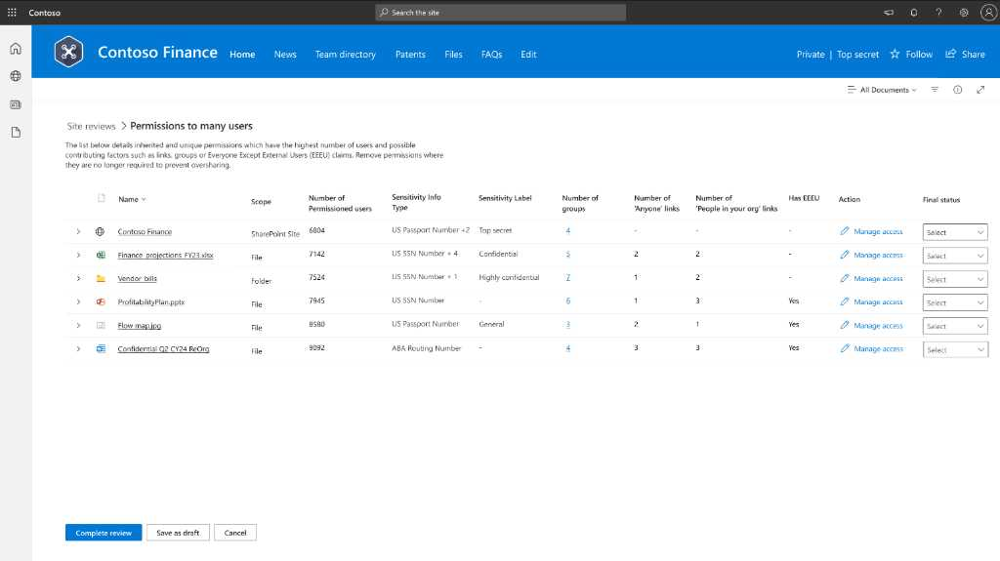 Contoso
Search the site
Contoso Finance Home News Team directory Patents Files FAQs Edit
Private | Top secret Follow Share
All Documents
Site reviews > Permissions to many users
The list below details inherited and unique permissions which have the highest number of users and possible
contributing factors such as links, groups or Everyone Except External Users (EEEU) claims. Remove permissions where
they are no longer required to prevent oversharing.
Name Scope Number of Permissioned users Sensitivity Info Type Sensitivity Label Number of groups Number of 'Anyone' links Number of 'People in your org' links Has EEEU Action Final status
Contoso Finance SharePoint Site 6804 US Passport Number +2 Top secret 4 - - - Manage access Select
Finance_projections_FY23.xlsx File 7142 US SSN Number + 4 Confidential 5 2 2 - Manage access Select
Vendor_bills Folder 7524 US SSN Number + 1 Highly confidential 7 1 2 - Manage access Select
ProfitabilityPlan.pptx File 7945 US SSN Number - 6 1 3 Yes Manage access Select
Flow map.jpg File 8580 US Passport Number General 3 2 1 Yes Manage access Select
Confidential Q2 CY24 ReOrg File 9092 ABA Routing Number - 4 3 3 Yes Manage access Select
Complete review Save as draft Cancel